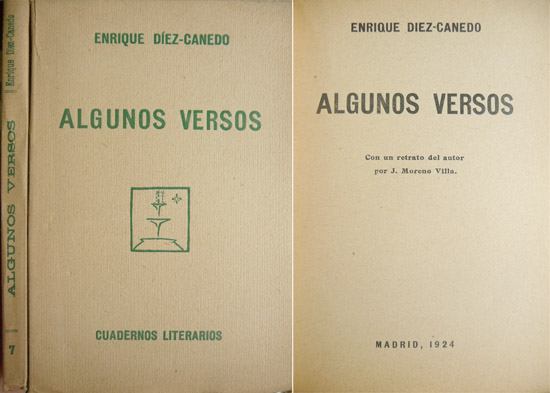 Enrique Díez-Canedo
ALGUNOS VERSOS
7
ENRIQUE DÍEZ-CANEDO
ALGUNOS VERSOS
CUADERNOS LITERARIOS
ENRIQUE DIEZ-CANEDO
ALGUNOS VERSOS
Con un retrato del autor
por J. Moreno Villa.
MADRID, 1924